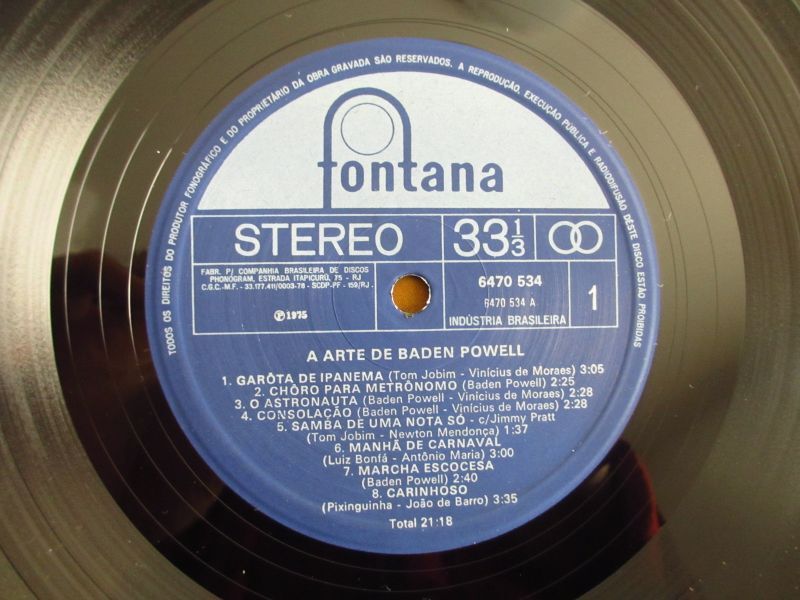 TODOS OS DIREITOS DO PRODUTOR FONOGRÁFICO E DO PROPRIETÁRIO DA OBRA GRAVADA SÃO RESERVADOS. A REPRODUÇÃO, EXECUÇÃO PÚBLICA E RADIODIFUSÃO DÊSTE DISCO ESTÃO PROIBIDAS
fontana
STEREO 33 1/3
FABR. P/ COMPANHIA BRASILEIRA DE DISCOS
PHONOGRAM, ESTRADA ITAPICURÚ, 75 - RJ
C.G.C.-M.F. - 33.177.411/0003-78 - SCDP-PF - 159/RJ.
Ⓟ 1975
6470 534
6470 534 A
INDÚSTRIA BRASILEIRA
1
A ARTE DE BADEN POWELL
1. GARÔTA DE IPANEMA (Tom Jobim - Vinícius de Moraes) 3:05
2. CHÔRO PARA METRÔNOMO (Baden Powell) 2:25
3. O ASTRONAUTA (Baden Powell - Vinícius de Moraes) 2:28
4. CONSOLAÇÃO (Baden Powell - Vinícius de Moraes) 2:28
5. SAMBA DE UMA NOTA SÓ - c/Jimmy Pratt
(Tom Jobim - Newton Mendonça) 1:37
6. MANHÃ DE CARNAVAL
(Luiz Bonfá - Antônio Maria) 3:00
7. MARCHA ESCOCESA
(Baden Powell) 2:40
8. CARINHOSO
(Pixinguinha - João de Barro) 3:35
Total 21:18